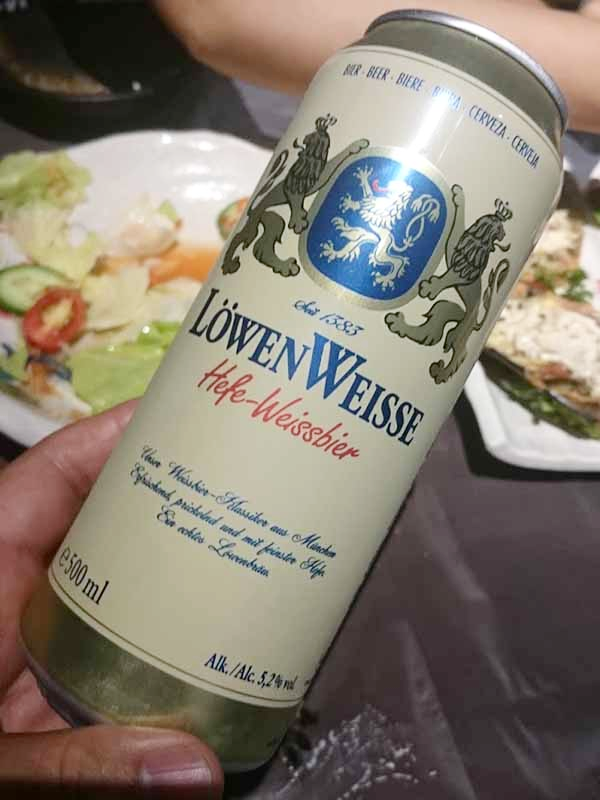 BIER · BEER · BIERE · BIRRA · CERVEZA · CERVEJA
Seit 1383
LÖWENWEISSE
Hefe-Weissbier
Unser Weissbier-Klassiker aus München
Erfrischend, prickelnd und mit feinster Hefe.
Ein echtes Löwenbräu.
e 500 ml
Alk./Alc. 5,2% vol